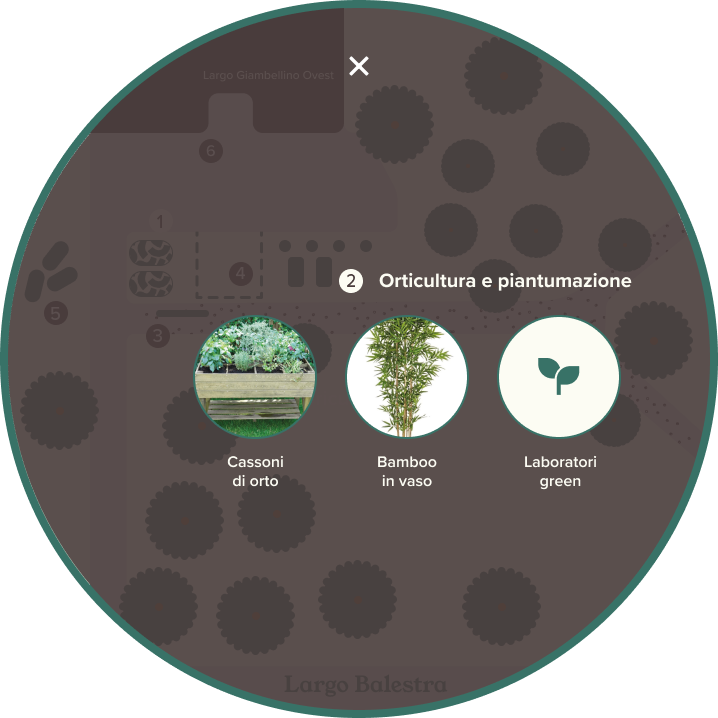 Largo Giambellino Ovest
6
1
4
2 Orticultura e piantumazione
5
3
Cassoni
di orto
Bamboo
in vaso
Laboratori
green
Largo Balestra